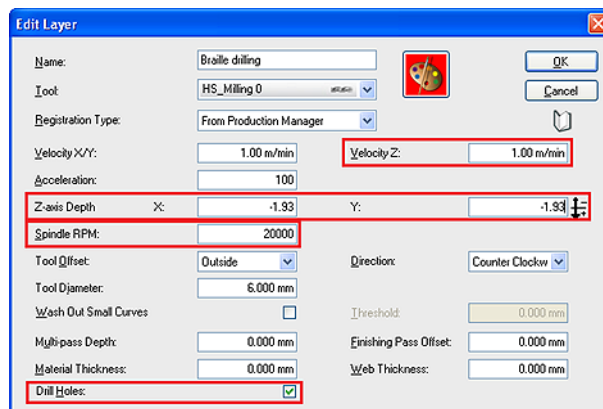 Edit Layer
Name: Braille drilling OK
Tool: HS_Milling 0 Cancel
Registration Type: From Production Manager
Velocity X/Y: 1.00 m/min Velocity Z: 1.00 m/min
Acceleration: 100
Z-axis Depth X: -1.93 Y: -1.93
Spindle RPM: 20000
Tool Offset: Outside Direction: Counter Clockw
Tool Diameter: 6.000 mm
Wash Out Small Curves Threshold: 0.000 mm
Multi-pass Depth: 0.000 mm Finishing Pass Offset: 0.000 mm
Material Thickness: 0.000 mm Web Thickness: 0.000 mm
Drill Holes: